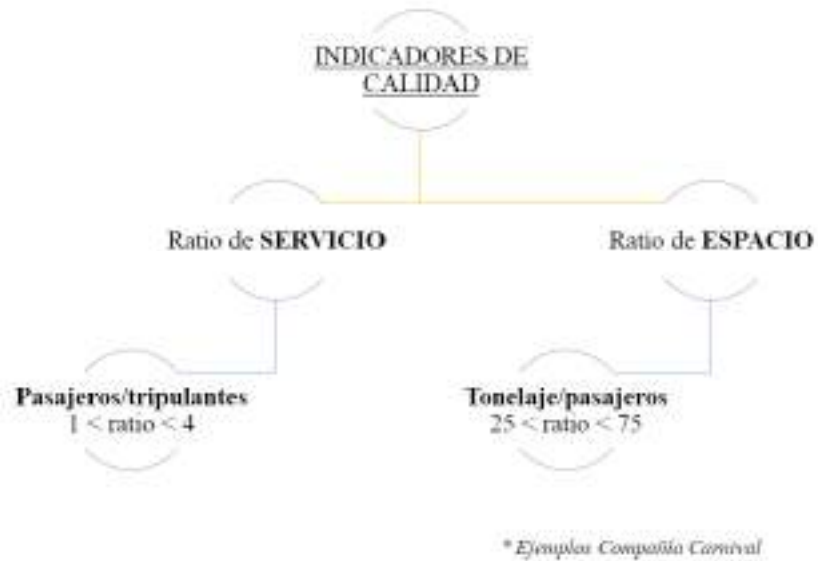 INDICADORES DE
CALIDAD
Ratio de SERVICIO
Ratio de ESPACIO
Pasajeros/tripulantes
1 < ratio < 4
Tonelaje/pasajeros
25 < ratio < 75
* Ejemplos Compañía Carnival